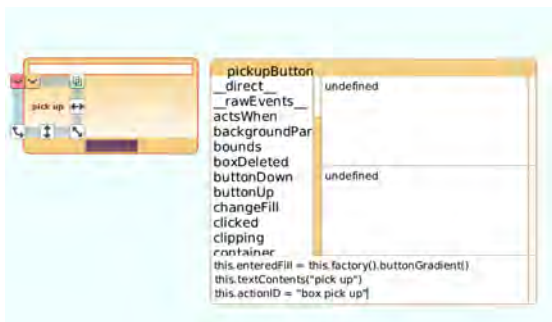 pick up
pickupButton
__direct__
__rawEvents__
actsWhen
backgroundPar
bounds
boxDeleted
buttonDown
buttonUp
changeFill
clicked
clipping
container
undefined
undefined
this.enteredFill = this.factory().buttonGradient()
this.textContents("pick up")
this.actionID = "box pick up"